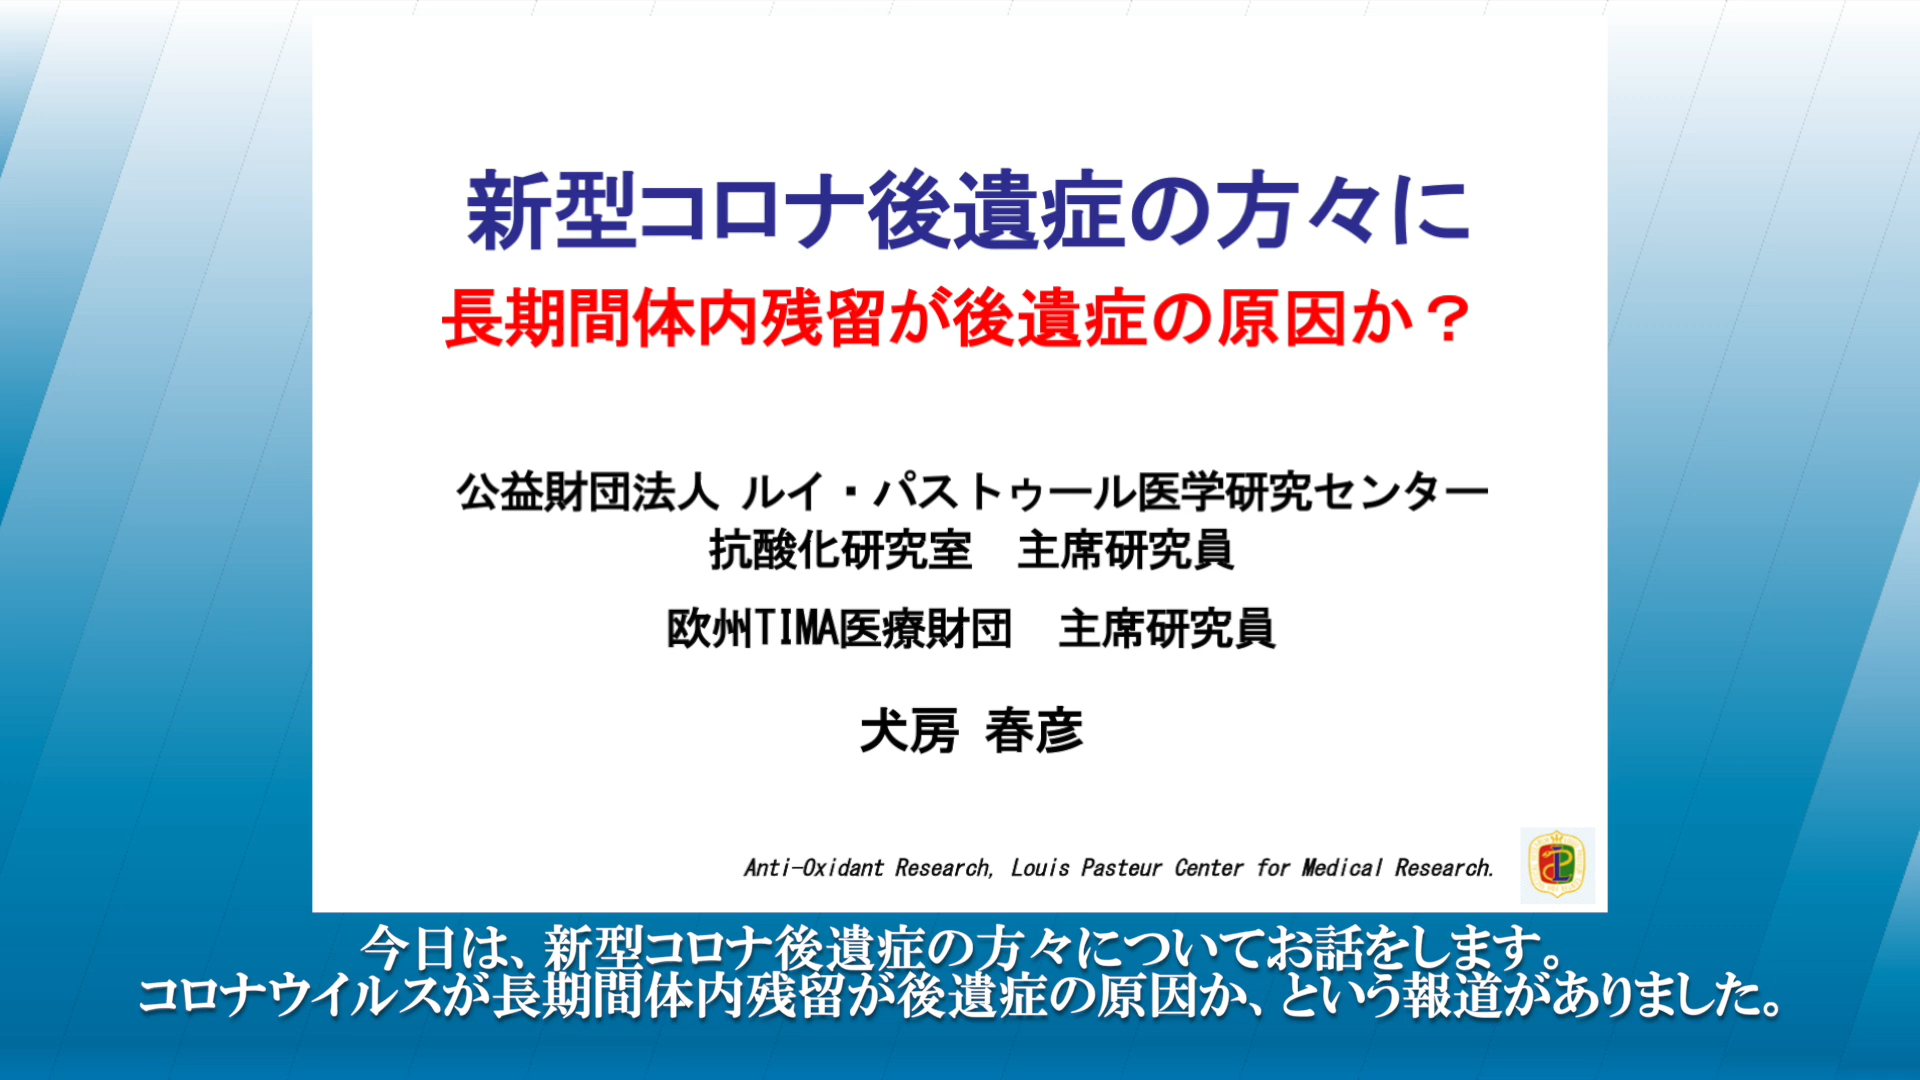 新型コロナ後遺症の方々に
長期間体内残留が後遺症の原因か？
公益財団法人 ルイ・パストゥール医学研究センター
抗酸化研究室　主席研究員
欧州TIMA医療財団　主席研究員
犬房 春彦
Anti-Oxidant Research, Louis Pasteur Center for Medical Research.
今日は、新型コロナ後遺症の方々についてお話をします。
コロナウイルスが長期間体内残留が後遺症の原因か、という報道がありました。